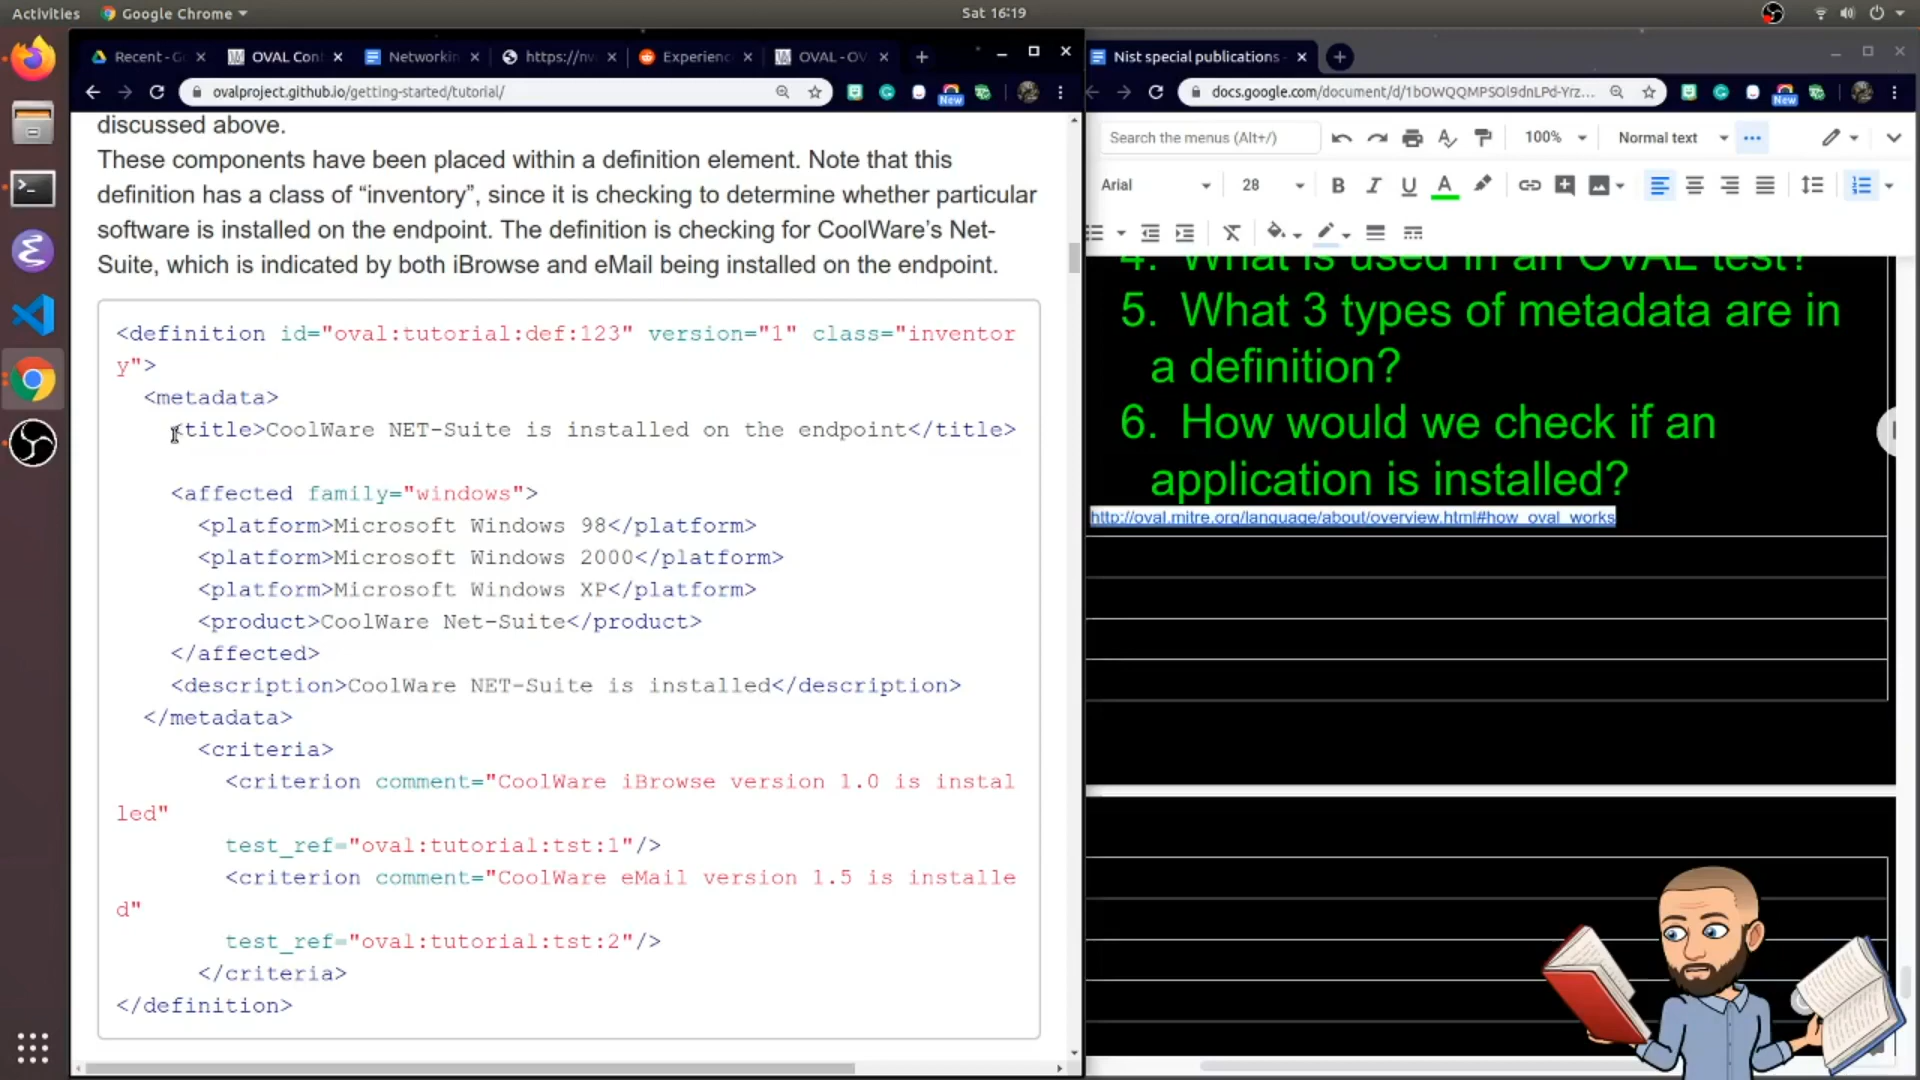 Activities
Google Chrome
Sat 16:19
Recent - G
OVAL Con
Networkin
https://nv
Experienc
OVAL - OV
ovalproject.github.io/getting-started/tutorial/
New
discussed above.
These components have been placed within a definition element. Note that this
definition has a class of “inventory”, since it is checking to determine whether particular
software is installed on the endpoint. The definition is checking for CoolWare’s Net-
Suite, which is indicated by both iBrowse and eMail being installed on the endpoint.
<definition id="oval:tutorial:def:123" version="1" class="inventor
y">
<metadata>
<title>CoolWare NET-Suite is installed on the endpoint</title>
<affected family="windows">
<platform>Microsoft Windows 98</platform>
<platform>Microsoft Windows 2000</platform>
<platform>Microsoft Windows XP</platform>
<product>CoolWare Net-Suite</product>
</affected>
<description>CoolWare NET-Suite is installed</description>
</metadata>
<criteria>
<criterion comment="CoolWare iBrowse version 1.0 is instal
led"
test_ref="oval:tutorial:tst:1"/>
<criterion comment="CoolWare eMail version 1.5 is installe
d"
test_ref="oval:tutorial:tst:2"/>
</criteria>
</definition>
Nist special publications -
docs.google.com/document/d/1bOWQQMPSOl9dnLPd-Yrz...
New
Search the menus (Alt+/)
100%
Normal text
Arial
28
B I U A
4. What is used in an OVAL test?
5. What 3 types of metadata are in
a definition?
6. How would we check if an
application is installed?
http://oval.mitre.org/language/about/overview.html#how_oval_works